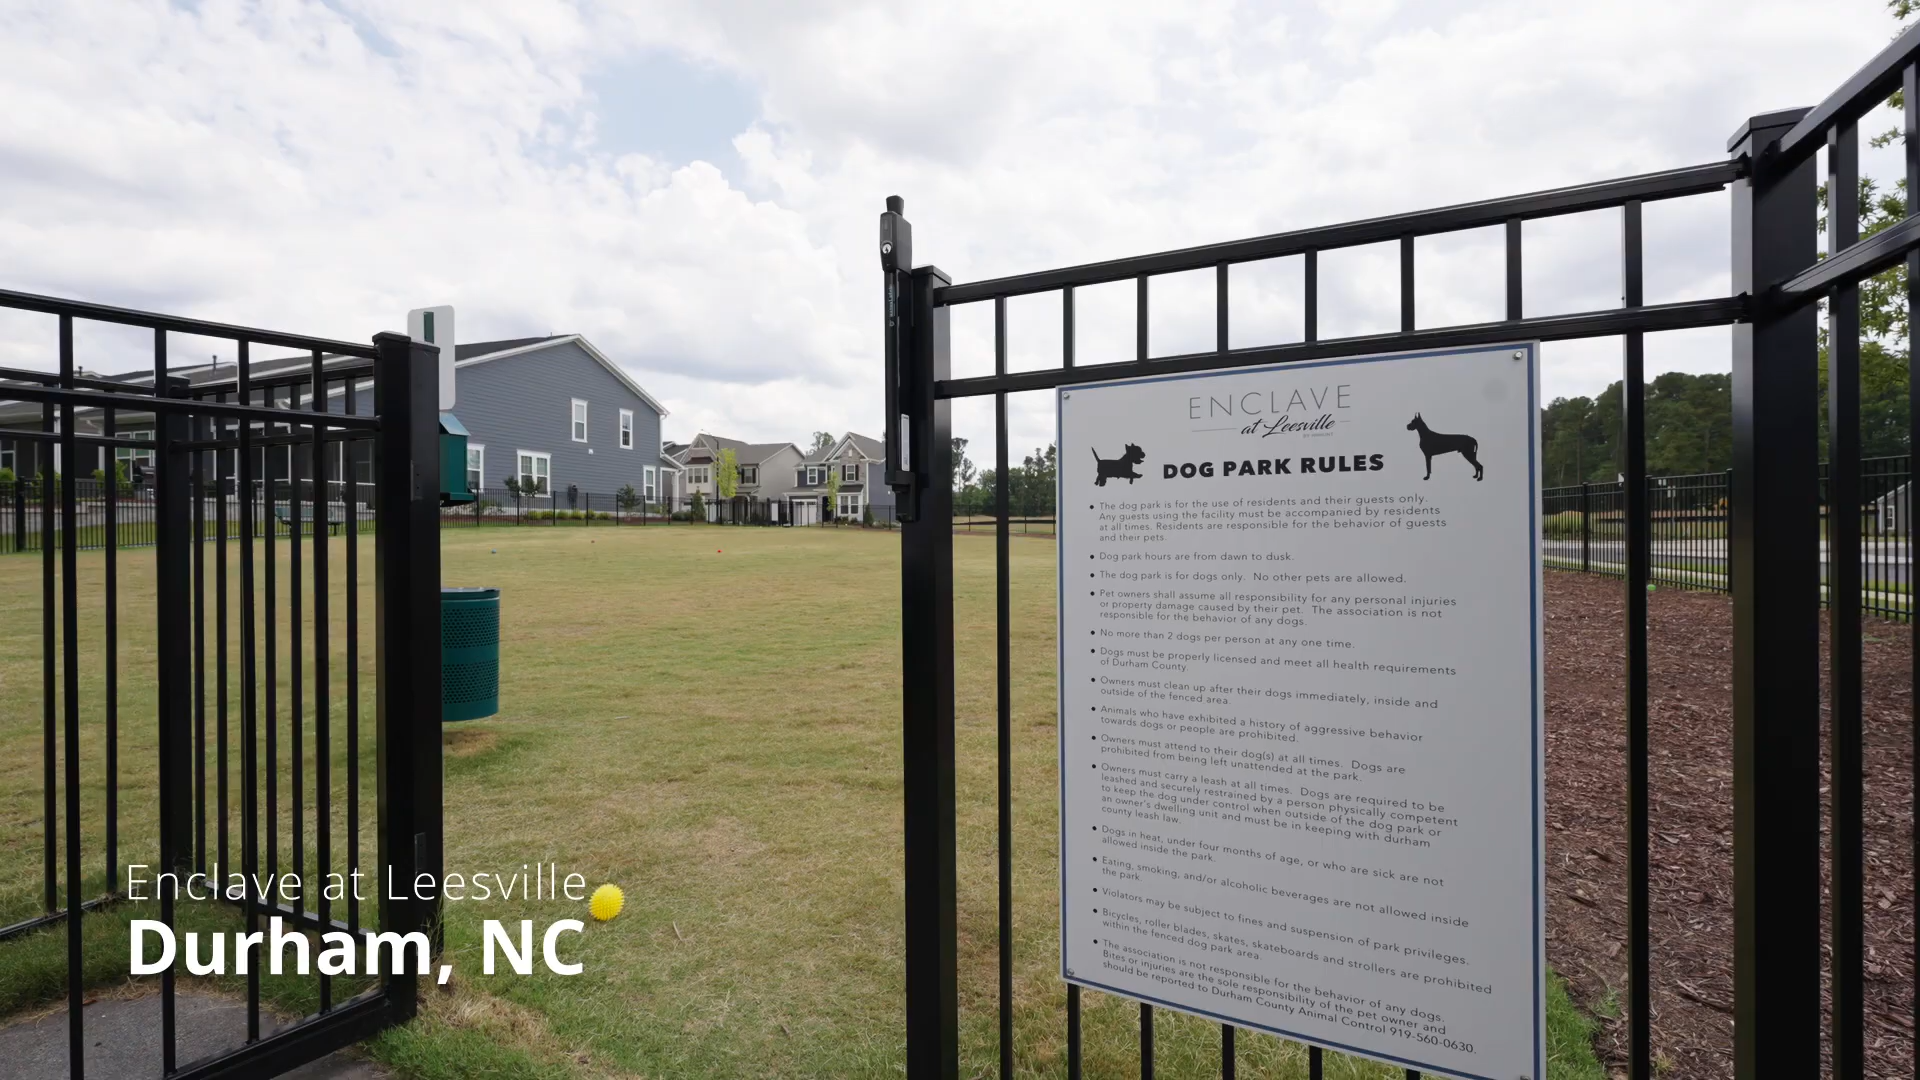 ENCLAVE
at Leesville
DOG PARK RULES
• The dog park is for the use of residents and their guests only.
Any guests using the facility must be accompanied by residents
at all times. Residents are responsible for the behavior of guests
and their pets.
• Dog park hours are from dawn to dusk.
• The dog park is for dogs only. No other pets are allowed.
• Pet owners shall assume all responsibility for any personal injuries
or property damage caused by their pet. The association is not
responsible for the behavior of any dogs.
• No more than 2 dogs per person at any one time.
• Dogs must be properly licensed and meet all health requirements
of Durham County.
• Owners must clean up after their dogs immediately, inside and
outside of the fenced area.
• Animals who have exhibited a history of aggressive behavior
towards dogs or people are prohibited.
• Owners must attend to their dog(s) at all times. Dogs are
prohibited from being left unattended at the park.
• Owners must carry a leash at all times. Dogs are required to be
leashed and securely restrained by a person physically competent
to keep the dog under control when outside of the dog park or
an owner's dwelling unit and must be in keeping with durham
county leash law.
• Dogs in heat, under four months of age, or who are sick are not
allowed inside the park.
• Eating, smoking, and/or alcoholic beverages are not allowed inside
the park.
• Violators may be subject to fines and suspension of park privileges.
• Bicycles, roller blades, skates, skateboards and strollers are prohibited
within the fenced dog park area.
• The association is not responsible for the behavior of any dogs.
Bites or injuries are the sole responsibility of the pet owner and
should be reported to Durham County Animal Control 919-560-0630.
Enclave at Leesville
Durham, NC